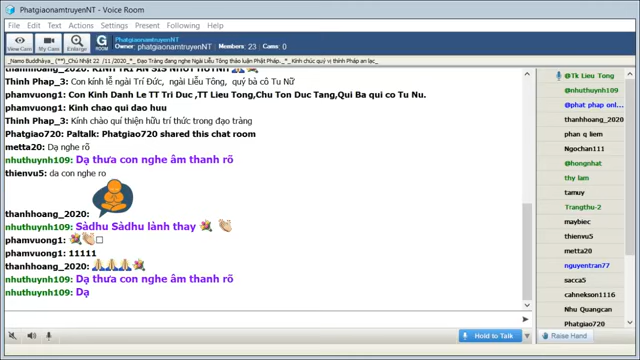 PhatgiaonamtruyenNT - Voice Room
File Edit Text Actions Settings Present Following Help
View Cams
My Cam
Enlarge
G
ROOM
PhatgiaonamtruyenNT
Owner: phatgiaonamtruyenNT Members: 23 Cams: 0
_Namo Buddhàya_ (Chủ Nhật 22 /11 /2020_*_Đạo Tràng đang nghe Ngài Liễu Tông thảo luận Phật Pháp._*_Kính chúc quý vị thính Pháp an lạc_
Thinh Phap_3: Con kính lễ ngài Trí Đức, ngài Liễu Tông, quý bà cô Tu Nữ
phamvuong1: Con Kinh Danh Le TT Tri Duc ,TT Lieu Tong,Chu Ton Duc Tang,Qui Ba qui co Tu Nu.
phamvuong1: Kinh chao qui dao huu
Thinh Phap_3: Kính chào quí thiện hữu trí thức trong đạo tràng
Phatgiao720: Paltalk: Phatgiao720 shared this chat room
metta20: Dạ nghe rõ
nhuthuynh109: Dạ thưa con nghe âm thanh rõ
thienvu5: da con nghe ro
thanhhoang_2020:
nhuthuynh109: Sàdhu Sàdhu lành thay
phamvuong1:
phamvuong1: 11111
thanhhoang_2020:
nhuthuynh109: Dạ thưa con nghe âm thanh rõ
nhuthuynh109: Dạ
@Tk Lieu Tong
@nhuthuynh109
@phat phap onl...
thanhhoang_2020
phan q liem
Ngochan111
@hongnhat
thy lam
tamuy
Trangthu-2
maybiec
thienvu5
metta20
nguyentran77
sacca5
cahnekson1116
Nhu Quangcan
Phatgiao720
Hold to Talk
Raise Hand